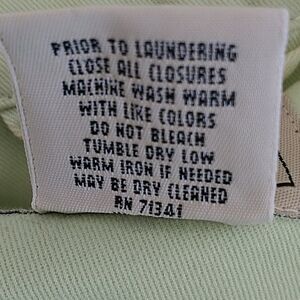 PRIOR TO LAUNDERING
CLOSE ALL CLOSURES
MACHINE WASH WARM
WITH LIKE COLORS
DO NOT BLEACH
TUMBLE DRY LOW
WARM IRON IF NEEDED
MAY BE DRY CLEANED
RN 71341